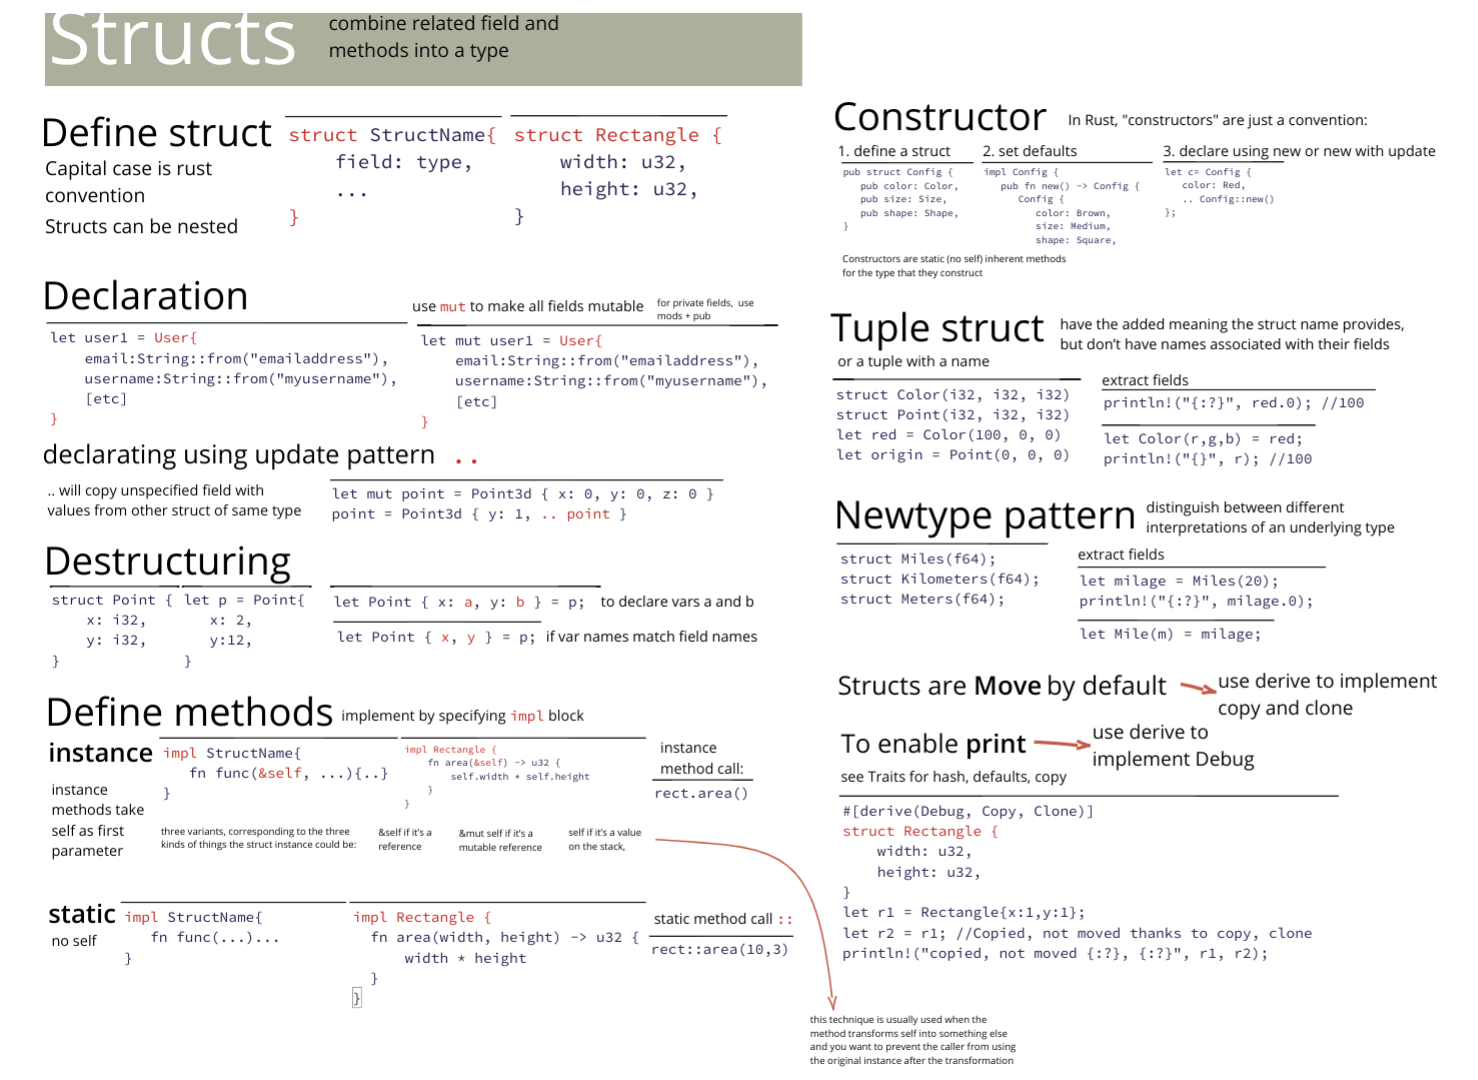 Structs
combine related field and
methods into a type
Define struct
Capital case is rust
convention
Structs can be nested
struct StructName{
field: type,
...
}
struct Rectangle {
width: u32,
height: u32,
}
Declaration
let user1 = User{
email:String::from("emailaddress"),
username:String::from("myusername"),
[etc]
}
use mut to make all fields mutable
for private fields, use
mods + pub
let mut user1 = User{
email:String::from("emailaddress"),
username:String::from("myusername"),
[etc]
}
declarating using update pattern ..
.. will copy unspecified field with
values from other struct of same type
let mut point = Point3d { x: 0, y: 0, z: 0 }
point = Point3d { y: 1, .. point }
Destructuring
struct Point {
x: i32,
y: i32,
}
let p = Point{
x: 2,
y:12,
}
let Point { x: a, y: b } = p; to declare vars a and b
let Point { x, y } = p; if var names match field names
Define methods
implement by specifying impl block
instance
instance
methods take
self as first
parameter
impl StructName{
fn func(&self, ...){..}
}
impl Rectangle {
fn area(&self) -> u32 {
self.width * self.height
}
}
instance
method call:
rect.area()
three variants, corresponding to the three
kinds of things the struct instance could be:
&self if it's a
reference
&mut self if it's a
mutable reference
self if it's a value
on the stack,
static
no self
impl StructName{
fn func(...)...
}
impl Rectangle {
fn area(width, height) -> u32 {
width * height
}
}
static method call ::
rect::area(10,3)
this technique is usually used when the
method transforms self into something else
and you want to prevent the caller from using
the original instance after the transformation
Constructor
In Rust, "constructors" are just a convention:
1. define a struct
pub struct Config {
pub color: Color,
pub size: Size,
pub shape: Shape,
}
2. set defaults
impl Config {
pub fn new() -> Config {
Config {
color: Brown,
size: Medium,
shape: Square,
3. declare using new or new with update
let c= Config {
color: Red,
.. Config::new()
};
Constructors are static (no self) inherent methods
for the type that they construct
Tuple struct
or a tuple with a name
have the added meaning the struct name provides,
but don't have names associated with their fields
struct Color(i32, i32, i32)
struct Point(i32, i32, i32)
let red = Color(100, 0, 0)
let origin = Point(0, 0, 0)
extract fields
println!("{:?}", red.0); //100
let Color(r,g,b) = red;
println!("{}", r); //100
Newtype pattern
distinguish between different
interpretations of an underlying type
struct Miles(f64);
struct Kilometers(f64);
struct Meters(f64);
extract fields
let milage = Miles(20);
println!("{:?}", milage.0);
let Mile(m) = milage;
Structs are Move by default
use derive to implement
copy and clone
To enable print
use derive to
implement Debug
see Traits for hash, defaults, copy
#[derive(Debug, Copy, Clone)]
struct Rectangle {
width: u32,
height: u32,
}
let r1 = Rectangle{x:1,y:1};
let r2 = r1; //Copied, not moved thanks to copy, clone
println!("copied, not moved {:?}, {:?}", r1, r2);